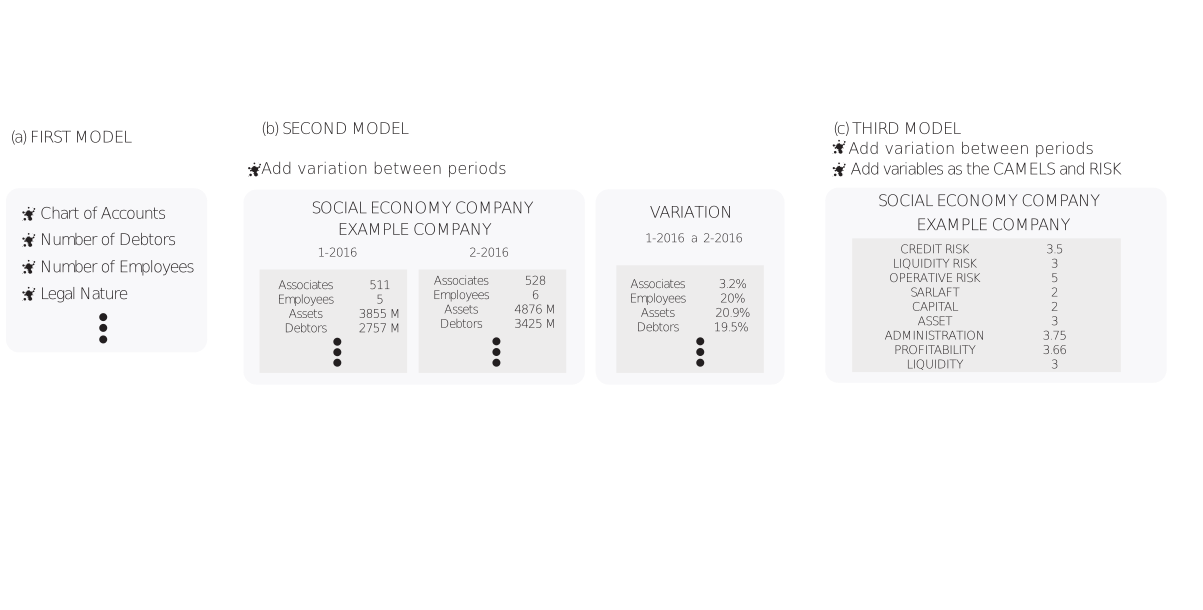 (a) FIRST MODEL
Chart of Accounts
Number of Debtors
Number of Employees
Legal Nature
(b) SECOND MODEL
Add variation between periods
SOCIAL ECONOMY COMPANY
EXAMPLE COMPANY
1-2016 2-2016
Associates 511
Employees 5
Assets 3855 M
Debtors 2757 M
Associates 528
Employees 6
Assets 4876 M
Debtors 3425 M
VARIATION
1-2016 a 2-2016
Associates 3.2%
Employees 20%
Assets 20.9%
Debtors 19.5%
(c) THIRD MODEL
Add variation between periods
Add variables as the CAMELS and RISK
SOCIAL ECONOMY COMPANY
EXAMPLE COMPANY
CREDIT RISK 3.5
LIQUIDITY RISK 3
OPERATIVE RISK 5
SARLAFT 2
CAPITAL 2
ASSET 3
ADMINISTRATION 3.75
PROFITABILITY 3.66
LIQUIDITY 3